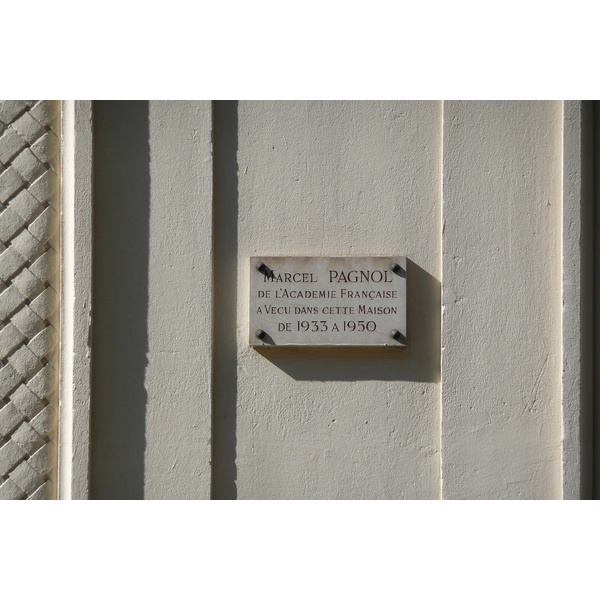 MARCEL PAGNOL
DE L'ACADEMIE FRANÇAISE
A VECU DANS CETTE MAISON
DE 1933 A 1950